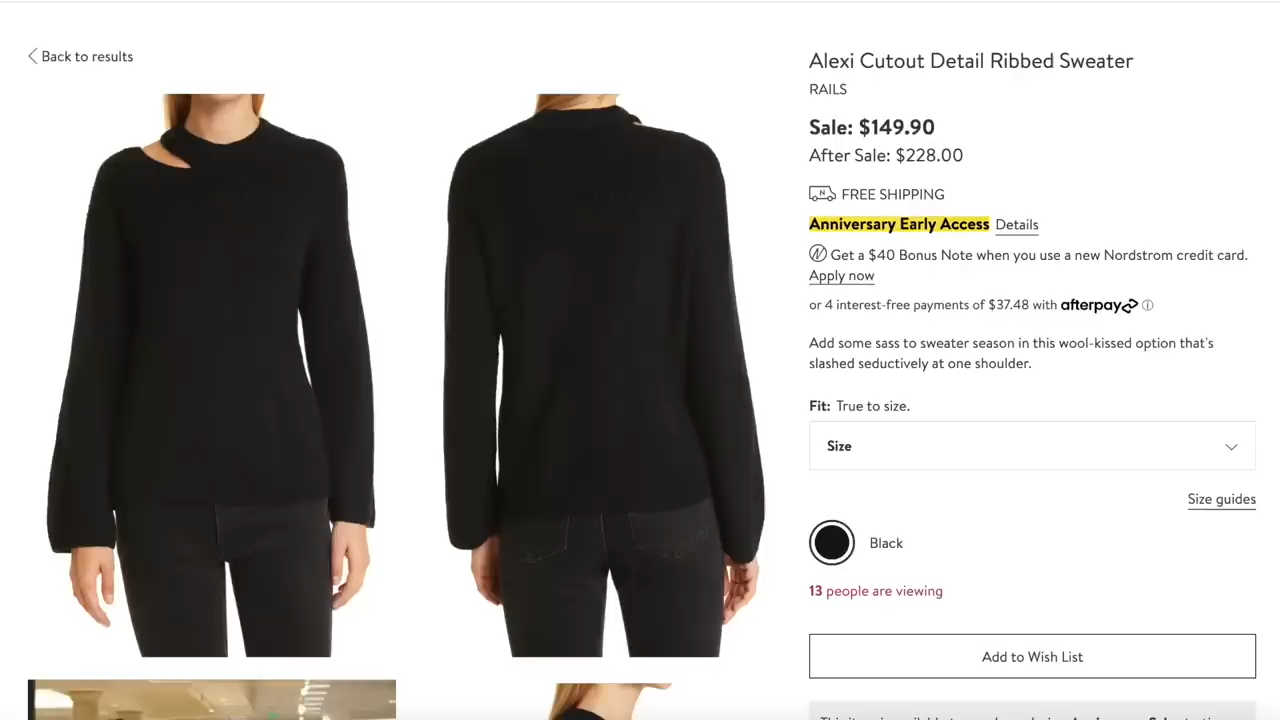 Back to results
Alexi Cutout Detail Ribbed Sweater
RAILS
Sale: $149.90
After Sale: $228.00
N FREE SHIPPING
Anniversary Early Access Details
N Get a $40 Bonus Note when you use a new Nordstrom credit card.
Apply now
or 4 interest-free payments of $37.48 with afterpay
Add some sass to sweater season in this wool-kissed option that's
slashed seductively at one shoulder.
Fit: True to size.
Size
Size guides
Black
13 people are viewing
Add to Wish List